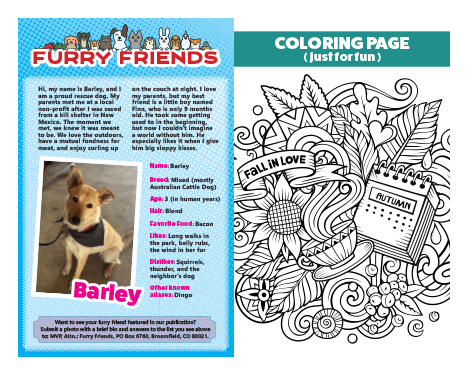 FURRY FRIENDS
Hi, my name is Barley, and I
am a proud rescue dog. My
parents met me at a local
non-profit after I was saved
from a kill shelter in New
Mexico. The moment we
met, we knew it was meant
to be. We love the outdoors,
have a mutual fondness for
meat, and enjoy curling up
on the couch at night. I love
my parents, but my best
friend is a little boy named
Finn, who is only 9 months
old. He took some getting
used to in the beginning,
but now I couldn't imagine
a world without him. He
especially likes it when I give
him big sloppy kisses.
Name: Barley
Breed: Mixed (mostly
Australian Cattle Dog)
Age: 3 (in human years)
Hair: Blond
Favorite Food: Bacon
Likes: Long walks in
the park, belly rubs,
the wind in her fur
Dislikes: Squirrels,
thunder, and the
neighbor's dog
Other known
aliases: Dingo
Barley
Want to see your furry friend featured in our publication?
Submit a photo with a brief bio and answers to the list you see above
to: MVP, Attn.: Furry Friends, PO Box 6760, Broomfield, CO 80021.
COLORING PAGE
(just for fun)
FALL IN LOVE
AUTUMN